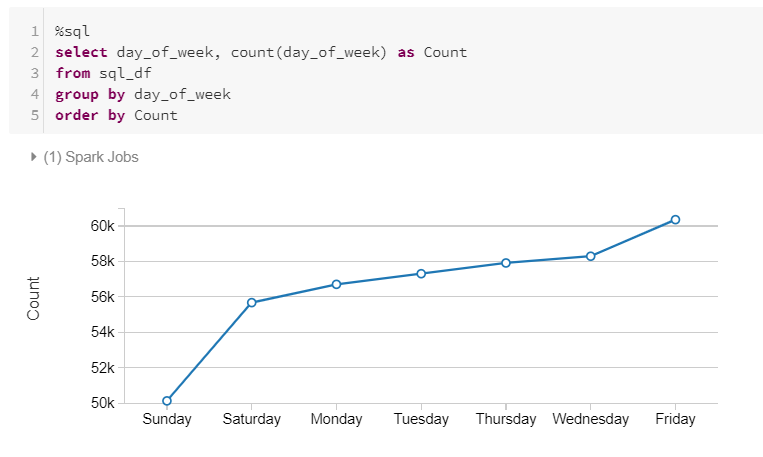 1 %sql
2 select day_of_week, count(day_of_week) as Count
3 from sql_df
4 group by day_of_week
5 order by Count
(1) Spark Jobs
60k
58k
56k
54k
52k
50k
Count
Sunday Saturday Monday Tuesday Thursday Wednesday Friday